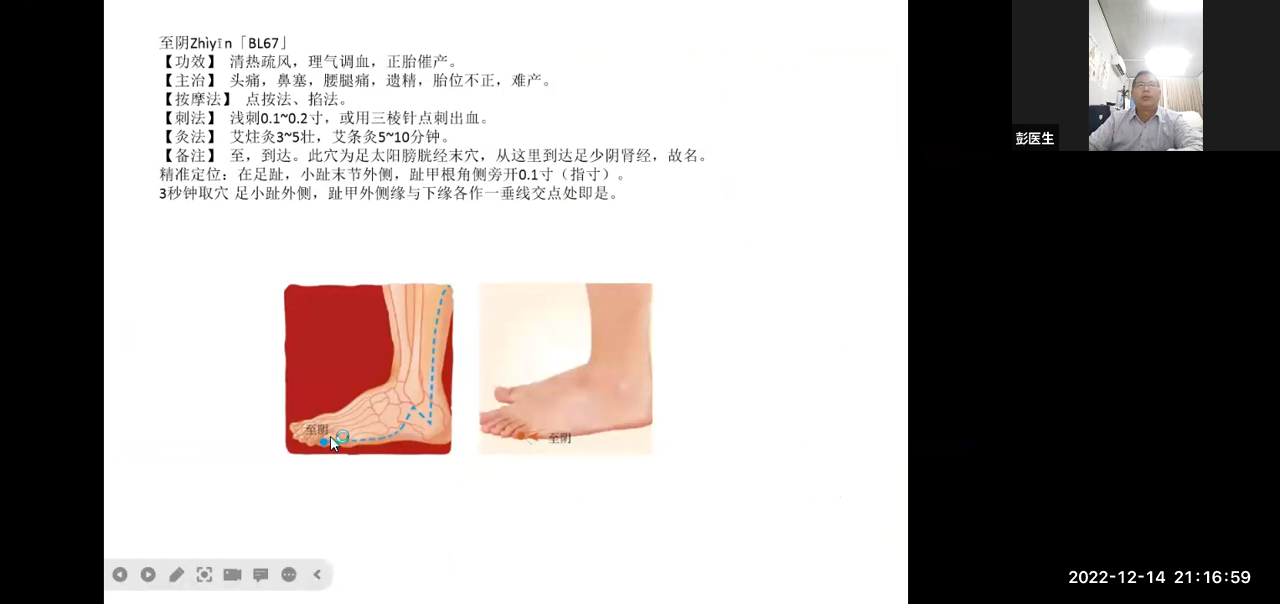 至阴Zhìyīn「BL67」
【功效】 清热疏风，理气调血，正胎催产。
【主治】 头痛，鼻塞，腰腿痛，遗精，胎位不正，难产。
【按摩法】 点按法、掐法。
【刺法】 浅刺0.1~0.2寸，或用三棱针点刺出血。
【灸法】 艾炷灸3~5壮，艾条灸5~10分钟。
【备注】 至，到达。此穴为足太阳膀胱经末穴，从这里到达足少阴肾经，故名。
精准定位：在足趾，小趾末节外侧，趾甲根角侧旁开0.1寸（指寸）。
3秒钟取穴 足小趾外侧，趾甲外侧缘与下缘各作一垂线交点处即是。
至阴
至阴
彭医生
2022-12-14 21:16:59